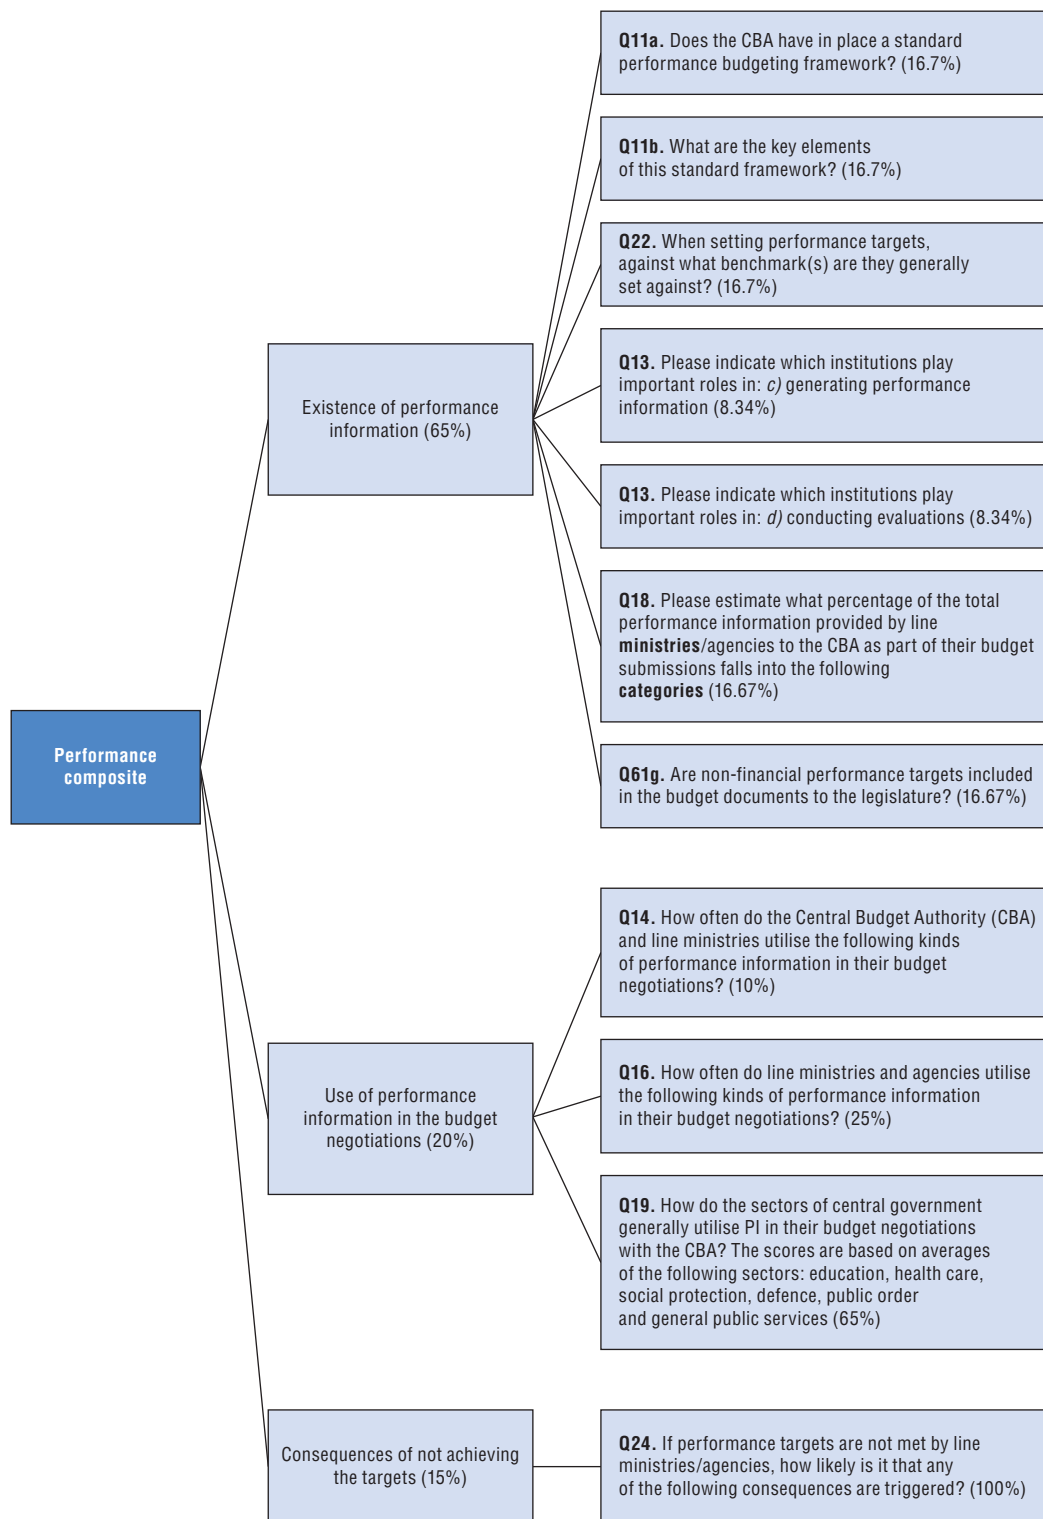 Q11a. Does the CBA have in place a standard
performance budgeting framework? (16.7%)
Q11b. What are the key elements
of this standard framework? (16.7%)
Q22. When setting performance targets,
against what benchmark(s) are they generally
set against? (16.7%)
Existence of performance
information (65%)
Q13. Please indicate which institutions play
important roles in: c) generating performance
information (8.34%)
Q13. Please indicate which institutions play
important roles in: d) conducting evaluations (8.34%)
Q18. Please estimate what percentage of the total
performance information provided by line
ministries/agencies to the CBA as part of their budget
submissions falls into the following
categories (16.67%)
Performance
composite
Q61g. Are non-financial performance targets included
in the budget documents to the legislature? (16.67%)
Q14. How often do the Central Budget Authority (CBA)
and line ministries utilise the following kinds
of performance information in their budget
negotiations? (10%)
Use of performance
information in the budget
negotiations (20%)
Q16. How often do line ministries and agencies utilise
the following kinds of performance information
in their budget negotiations? (25%)
Q19. How do the sectors of central government
generally utilise PI in their budget negotiations
with the CBA? The scores are based on averages
of the following sectors: education, health care,
social protection, defence, public order
and general public services (65%)
Consequences of not achieving
the targets (15%)
Q24. If performance targets are not met by line
ministries/agencies, how likely is it that any
of the following consequences are triggered? (100%)